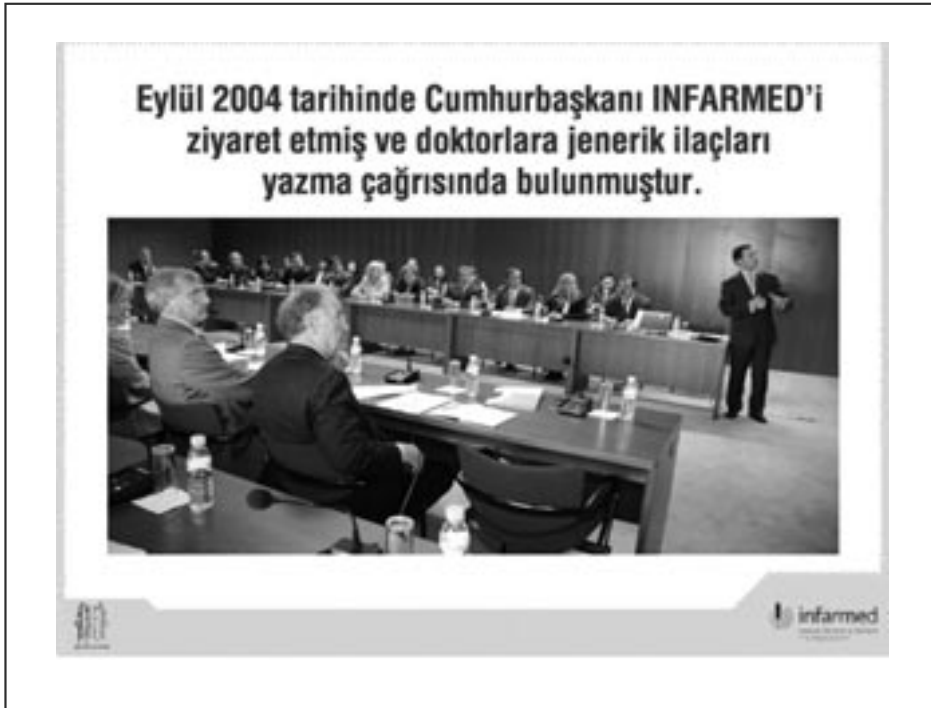 Eylül 2004 tarihinde Cumhurbaşkanı INFARMED'i
ziyaret etmiş ve doktorlara jenerik ilaçları
yazma çağrısında bulunmuştur.
infarmed